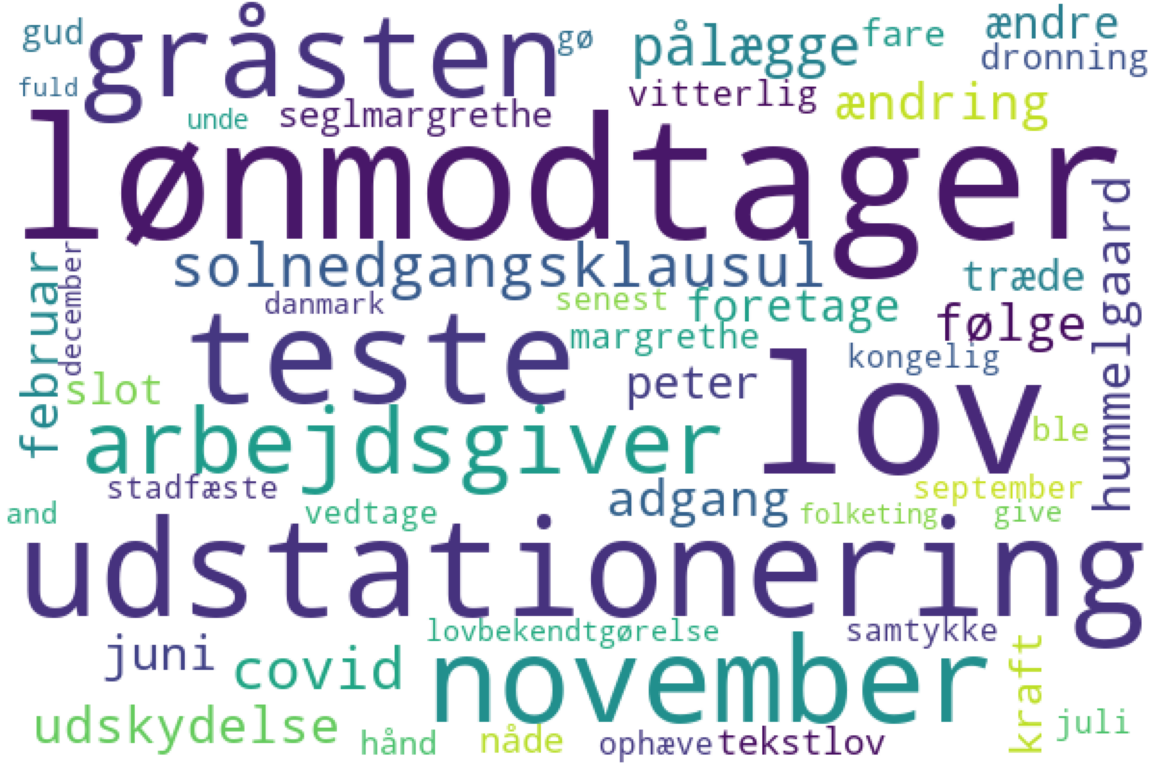 gud
gråsten
gø
pålægge
fare
ændre
dronning
fuld
unde
seglmargrethe
vitterlig
ændring
lønmodtager
hummelgaard
februar
december
solnedgangsklausul
træde
danmark
senest
foretage
følge
teste
margrethe
kongelig
slot
peter
lov
arbejdsgiver
ble
stadfæste
adgang
september
and
vedtage
folketing
give
udstationering
juni
lovbekendtgørelse
samtykke
covid
november
kraft
udskydelse
hånd
nåde
ophæve
tekstlov
juli